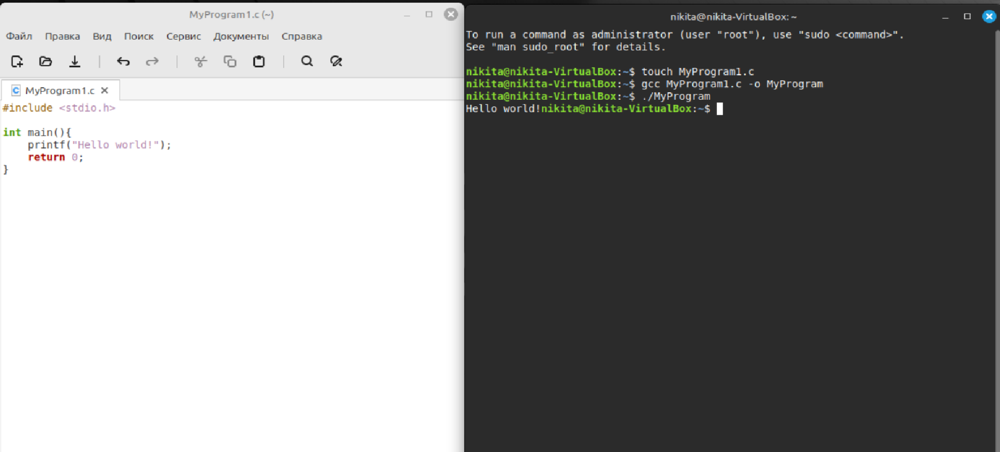 MyProgram1.c (~)
Файл Правка Вид Поиск Сервис Документы Справка
MyProgram1.c
#include <stdio.h>
int main(){
    printf("Hello world!");
    return 0;
}
nikita@nikita-VirtualBox: ~
To run a command as administrator (user "root"), use "sudo <command>".
See "man sudo_root" for details.
nikita@nikita-VirtualBox:~$ touch MyProgram1.c
nikita@nikita-VirtualBox:~$ gcc MyProgram1.c -o MyProgram
nikita@nikita-VirtualBox:~$ ./MyProgram
Hello world!nikita@nikita-VirtualBox:~$